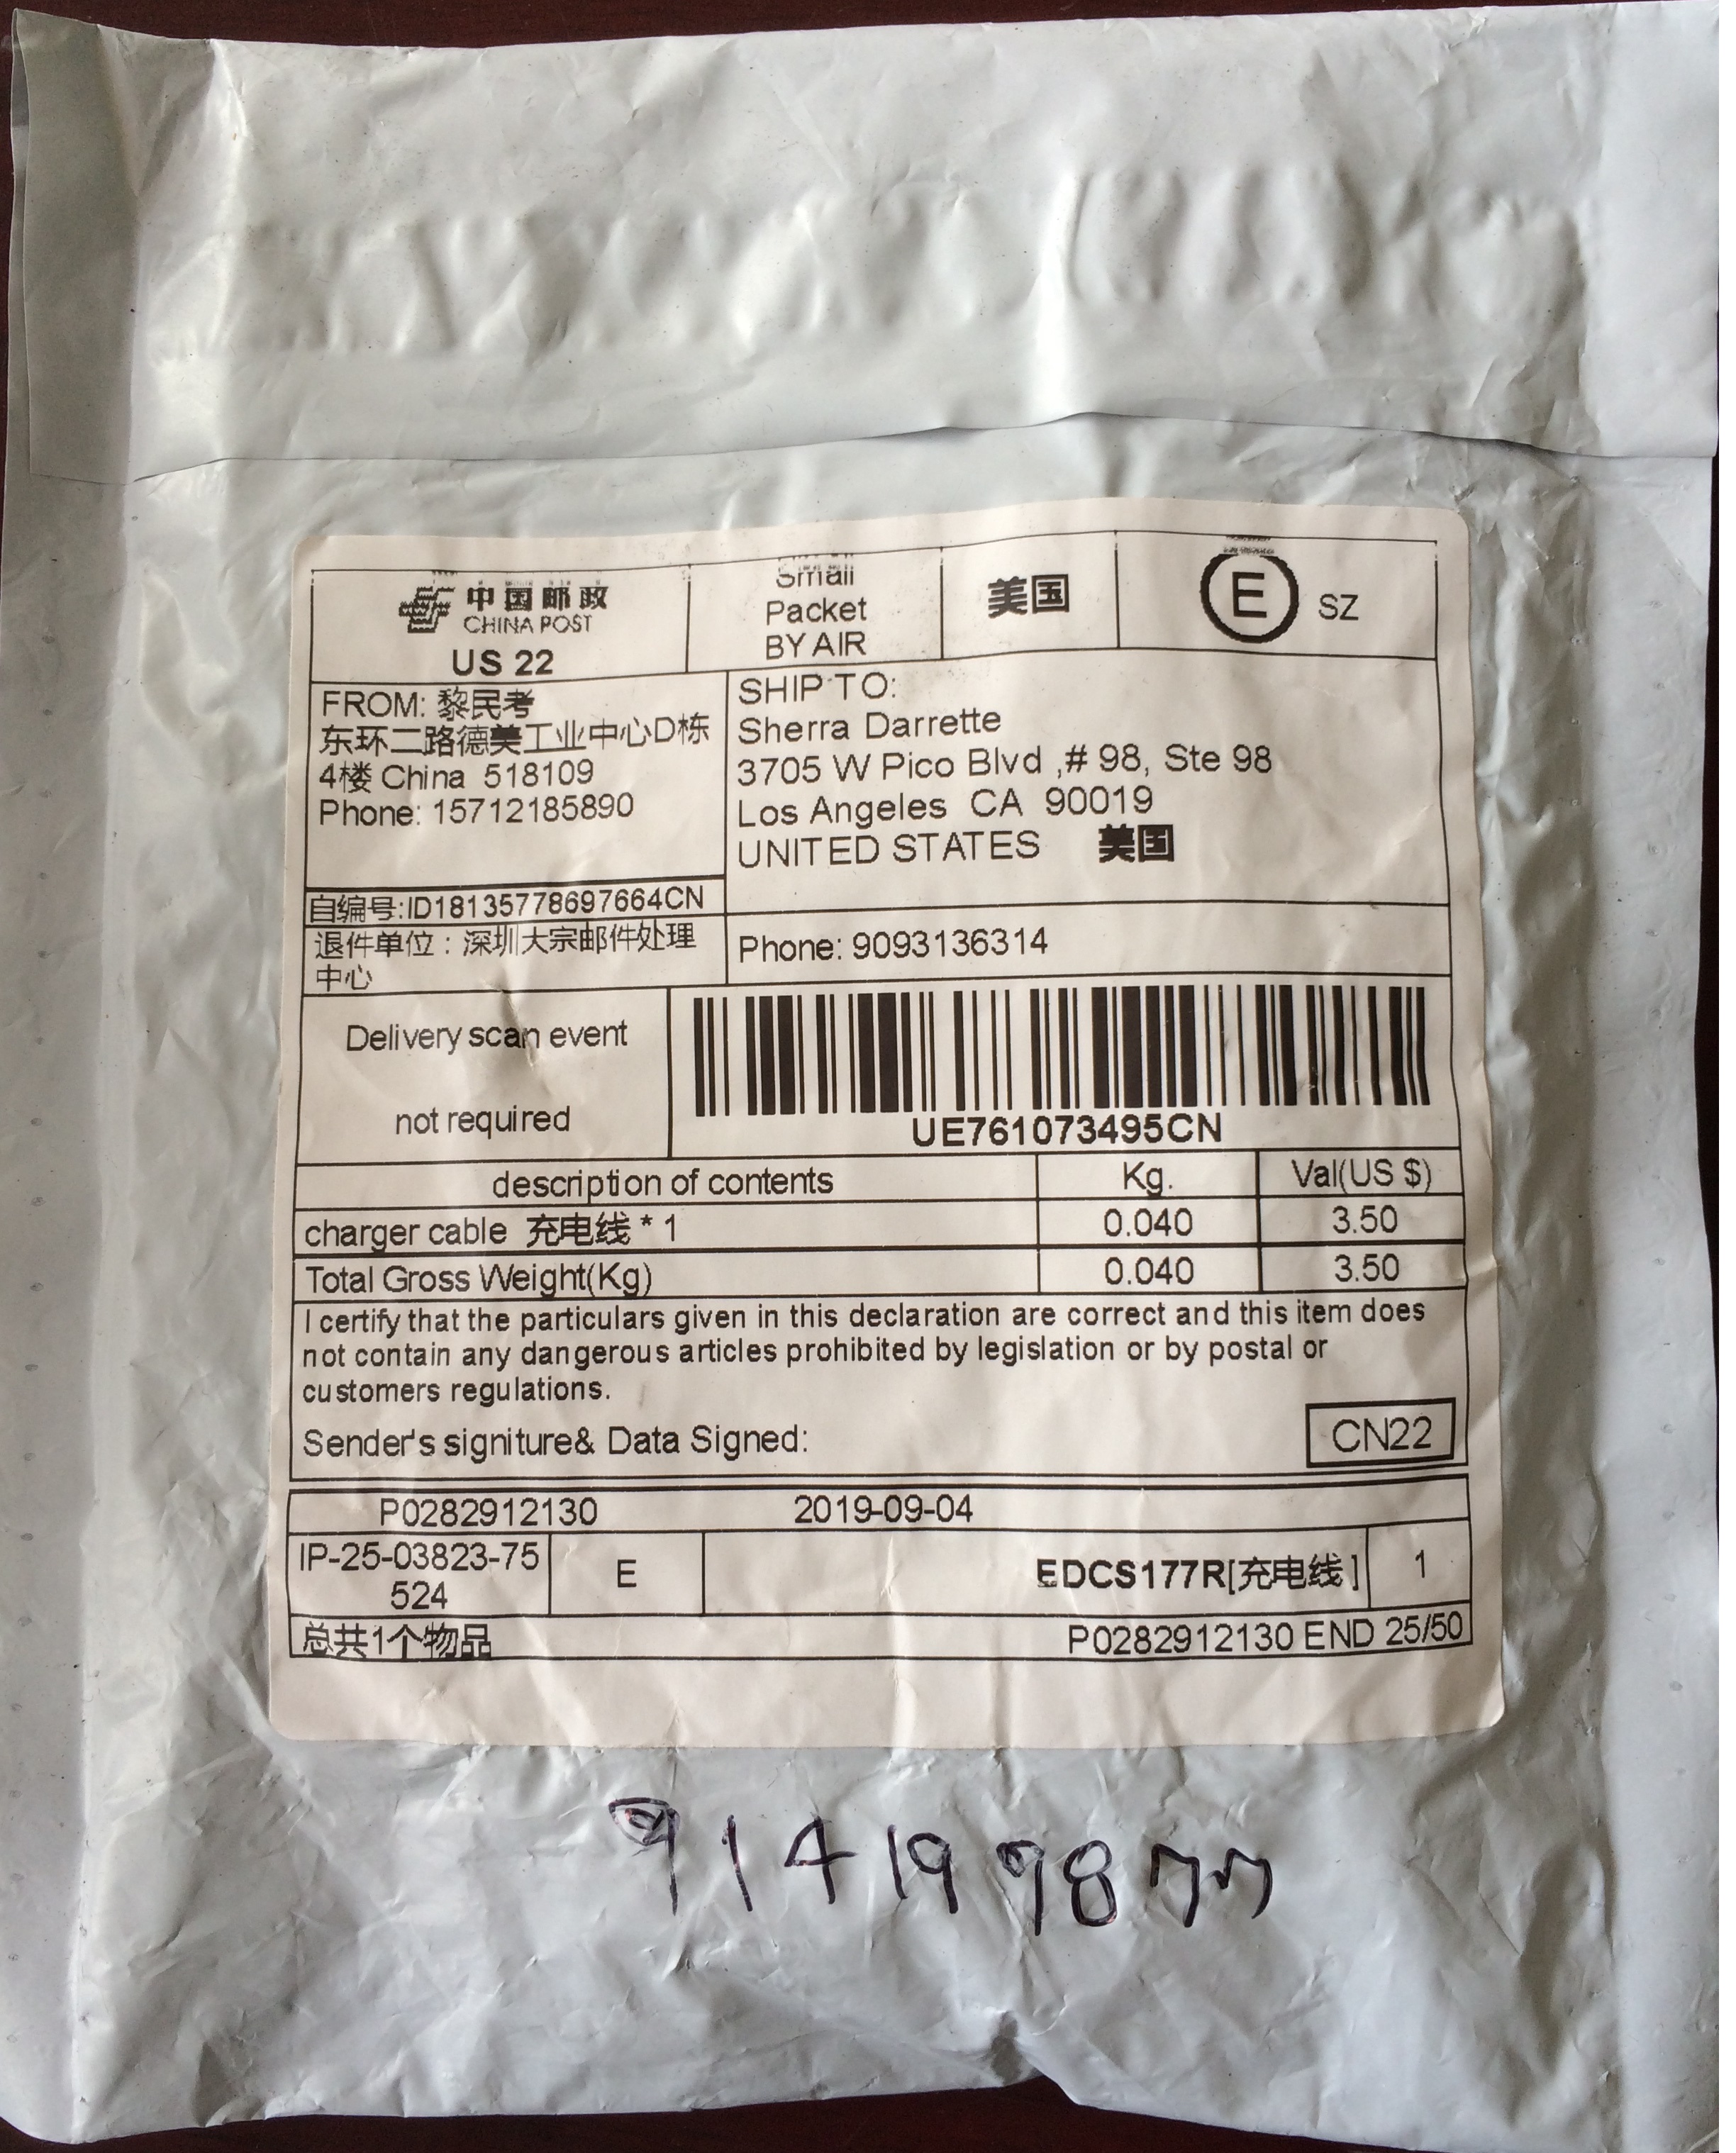 中国邮政
CHINA POST
US 22
Small
Packet
BY AIR
美国
E SZ
FROM: 黎民考
东环二路德美工业中心D栋
4楼 China 518109
Phone: 15712185890
SHIP TO:
Sherra Darrette
3705 W Pico Blvd ,# 98, Ste 98
Los Angeles CA 90019
UNITED STATES 美国
自编号:ID18135778697664CN
退件单位：深圳大宗邮件处理
中心
Phone: 9093136314
Delivery scan event
not required
UE761073495CN
description of contents Kg. Val(US $)
charger cable 充电线 * 1 0.040 3.50
Total Gross Weight(Kg) 0.040 3.50
I certify that the particulars given in this declaration are correct and this item does
not contain any dangerous articles prohibited by legislation or by postal or
customers regulations.
Sender's signiture& Data Signed:
CN22
P0282912130 2019-09-04
IP-25-03823-75
524
E
EDCS177R[充电线]
1
总共1个物品 P0282912130 END 25/50
914199877